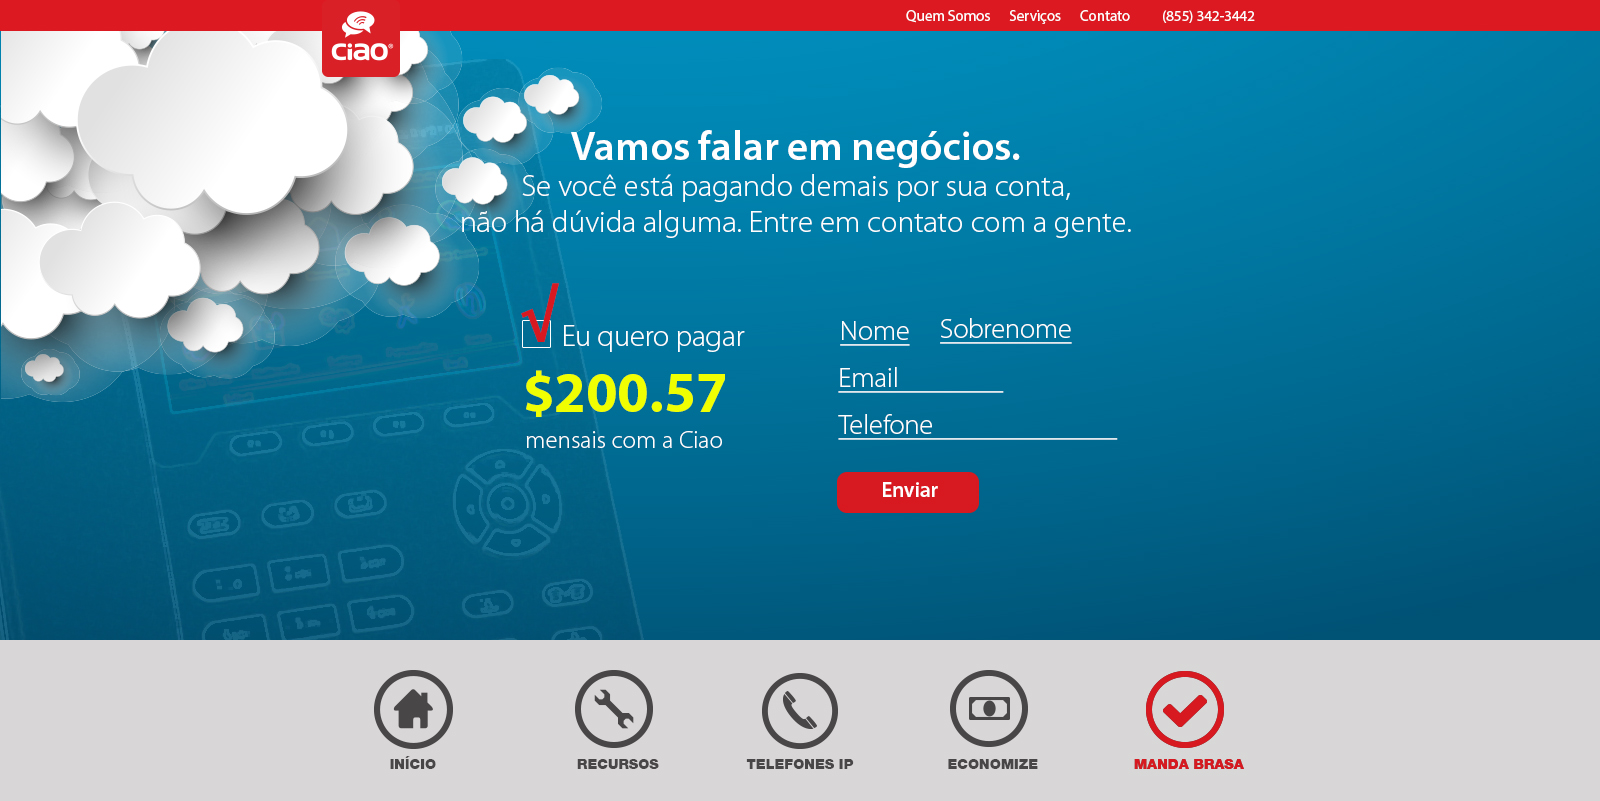 Quem Somos Serviços Contato (855) 342-3442
ciao®
Vamos falar em negócios.
Se você está pagando demais por sua conta,
não há dúvida alguma. Entre em contato com a gente.
Eu quero pagar
$200.57
mensais com a Ciao
Nome Sobrenome
Email
Telefone
Enviar
INÍCIO RECURSOS TELEFONES IP ECONOMIZE MANDA BRASA